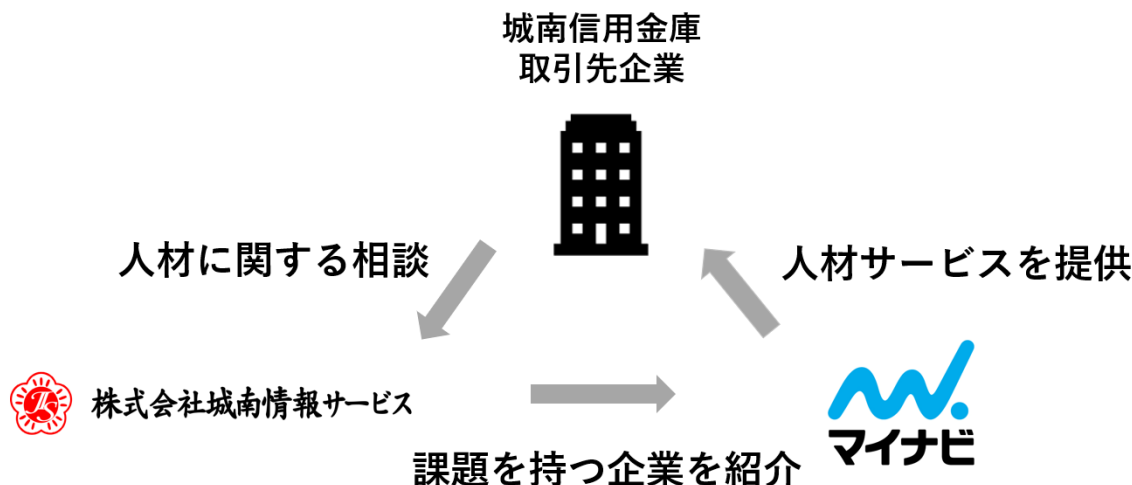 城南信用金庫
取引先企業
人材に関する相談
人材サービスを提供
株式会社城南情報サービス
マイナビ
課題を持つ企業を紹介